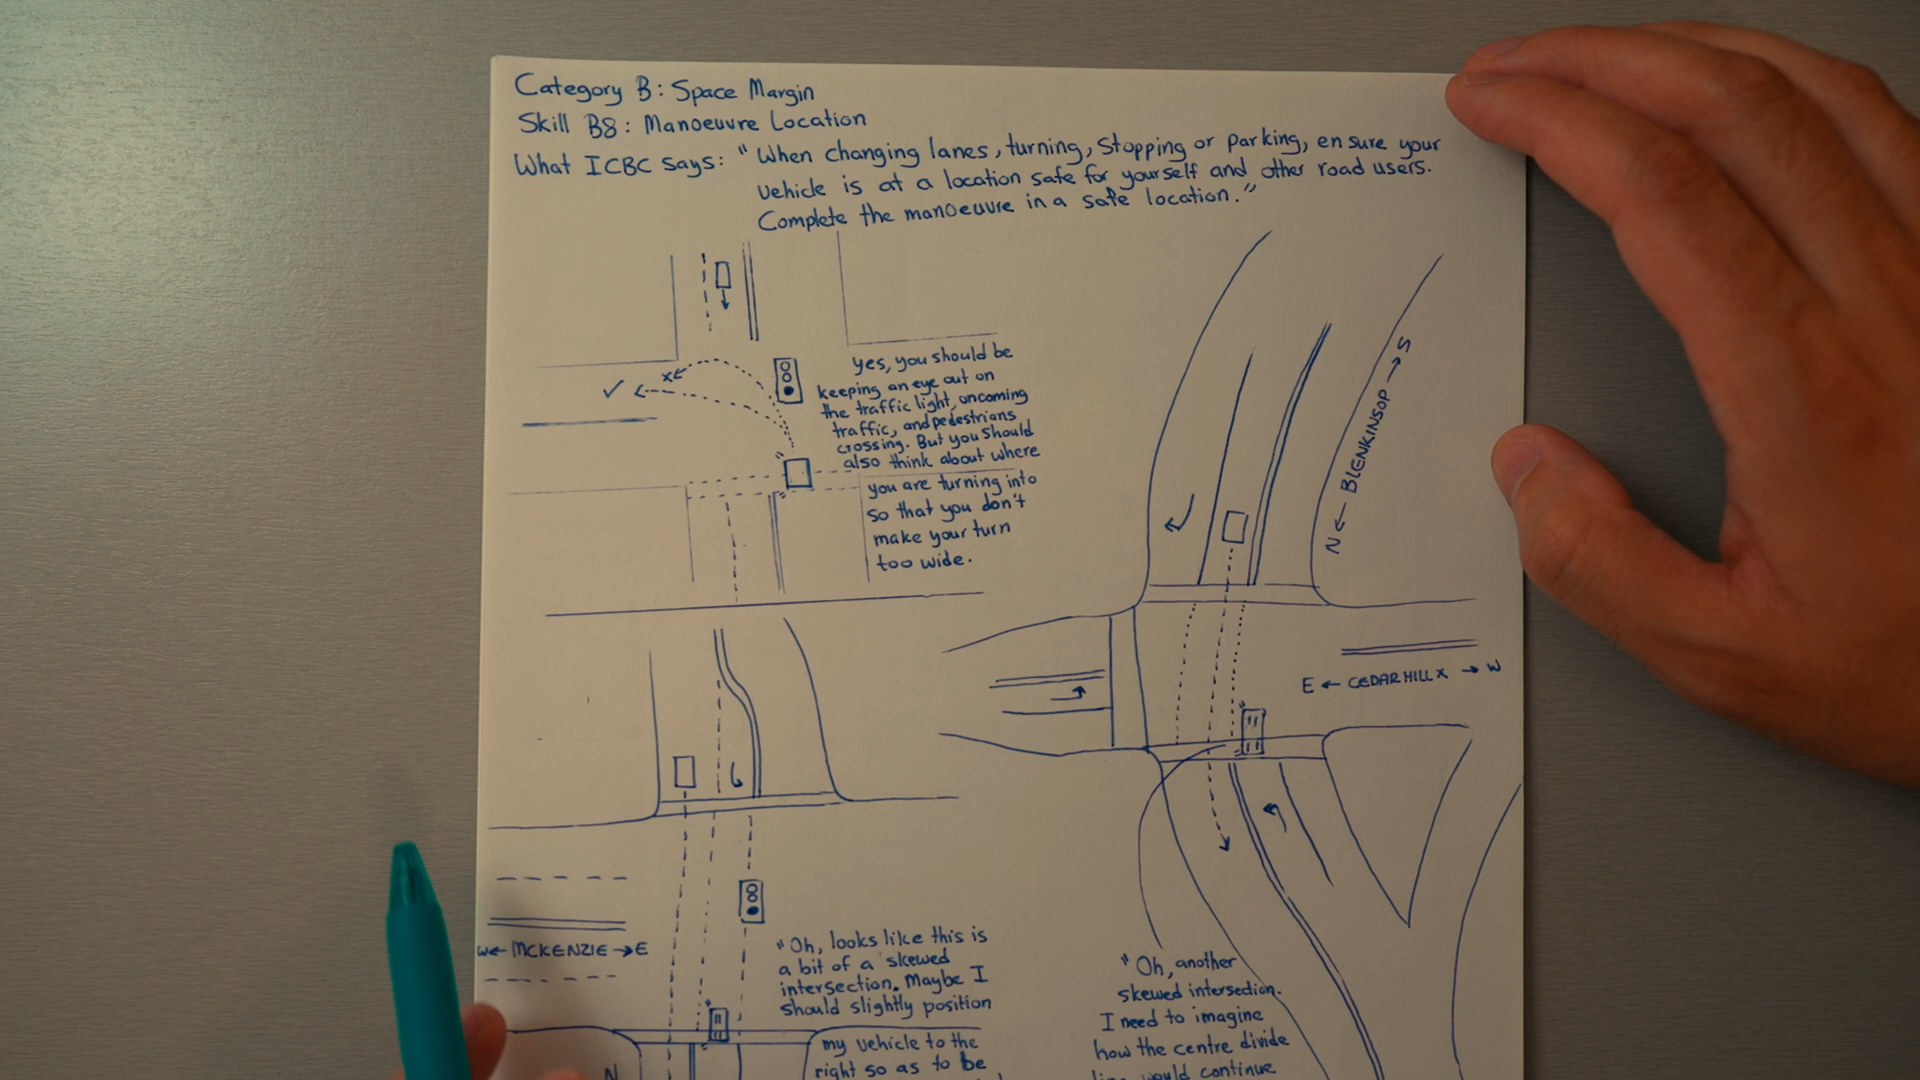 Category B: Space Margin
Skill B8: Manoeuvre Location
What ICBC says: "When changing lanes, turning, stopping or parking, ensure your
vehicle is at a location safe for yourself and other road users.
Complete the manoeuvre in a safe location."
yes, you should be
keeping an eye out on
the traffic light, oncoming
traffic, and pedestrians
crossing. But you should
also think about where
you are turning into
so that you don't
make your turn
too wide.
N ← BLENKINSOP → S
E ← CEDAR HILL X → W
W ← MCKENZIE → E
"Oh, looks like this is
a bit of a skewed
intersection. Maybe I
should slightly position
my vehicle to the
right so as to be
N
"Oh, another
skewed intersection.
I need to imagine
how the centre divide
line would continue